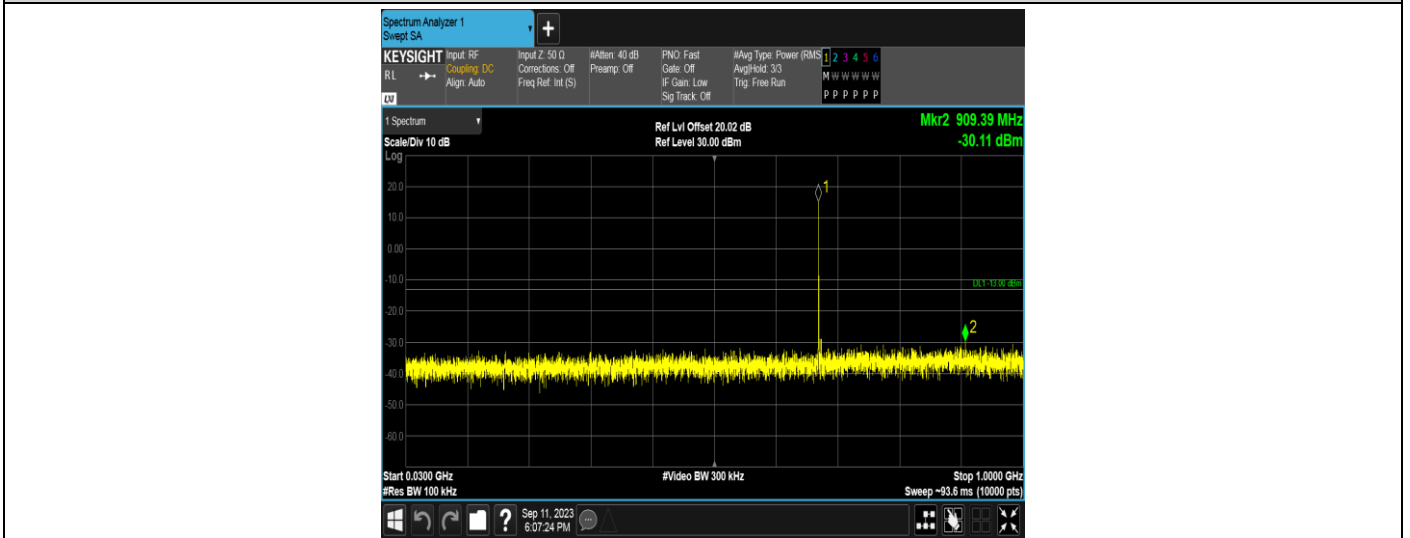 Spectrum Analyzer 1
Swept SA
+
KEYSIGHT Input: RF Input Z: 50 Ω #Atten: 40 dB PNO: Fast #Avg Type: Power (RMS 1 2 3 4 5 6
RL Coupling: DC Corrections: Off Preamp: Off Gate: Off Avg|Hold: 3/3 M W W W W W
Align: Auto Freq Ref: Int (S) IF Gain: Low Trig: Free Run
Sig Track: Off P P P P P P
LXI
1 Spectrum Ref Lvl Offset 20.02 dB Mkr2 909.39 MHz
Scale/Div 10 dB Ref Level 30.00 dBm -30.11 dBm
Log
1
20.0
10.0
0.00
-10.0
DL1 -13.00 dBm
-20.0
2
-30.0
-40.0
-50.0
-60.0
Start 0.0300 GHz #Video BW 300 kHz Stop 1.0000 GHz
#Res BW 100 kHz Sweep ~93.6 ms (10000 pts)
? Sep 11, 2023
6:07:24 PM